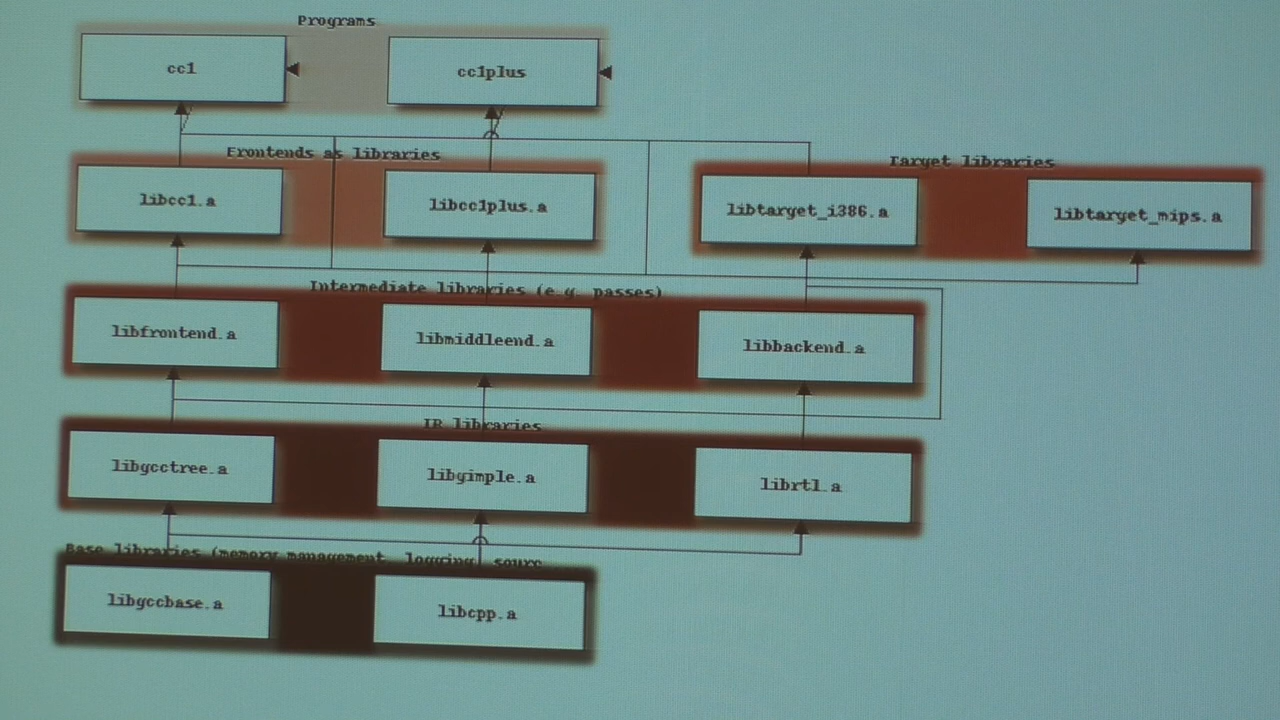 Programs
cc1
cc1plus
Frontends as libraries
Target libraries
libcc1.a
libcc1plus.a
libtarget_i386.a
libtarget_mips.a
Intermediate libraries (e.g. passes)
libfrontend.a
libmiddleend.a
libbackend.a
IR libraries
libgcctree.a
libgimple.a
librtl.a
Base libraries (memory management, logging, source
libgccbase.a
libcpp.a